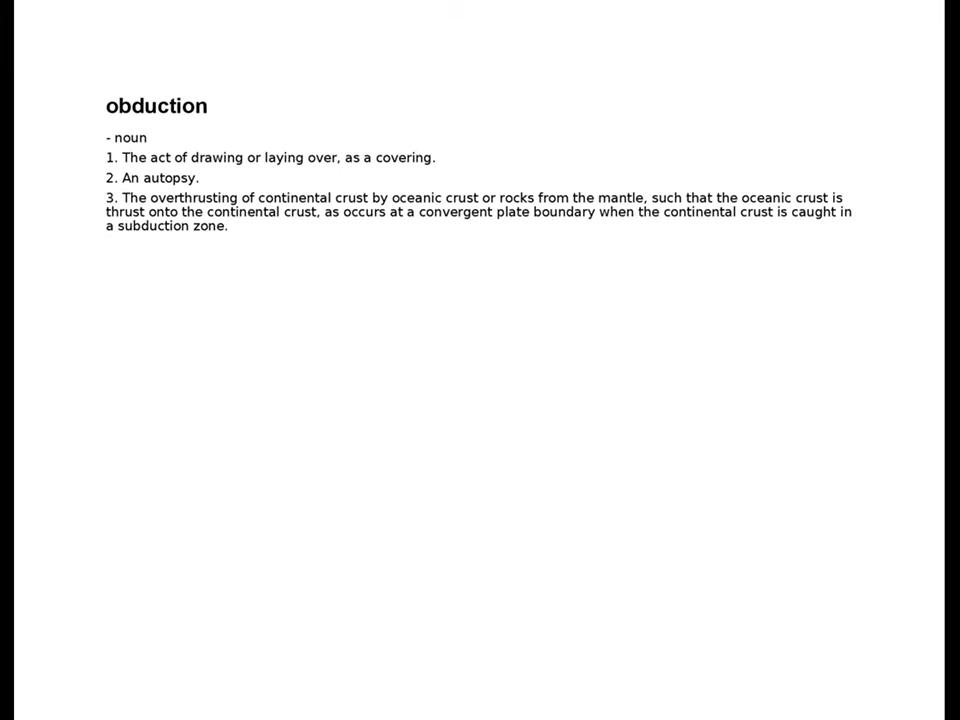 obduction
- noun
1. The act of drawing or laying over, as a covering.
2. An autopsy.
3. The overthrusting of continental crust by oceanic crust or rocks from the mantle, such that the oceanic crust is
thrust onto the continental crust, as occurs at a convergent plate boundary when the continental crust is caught in
a subduction zone.